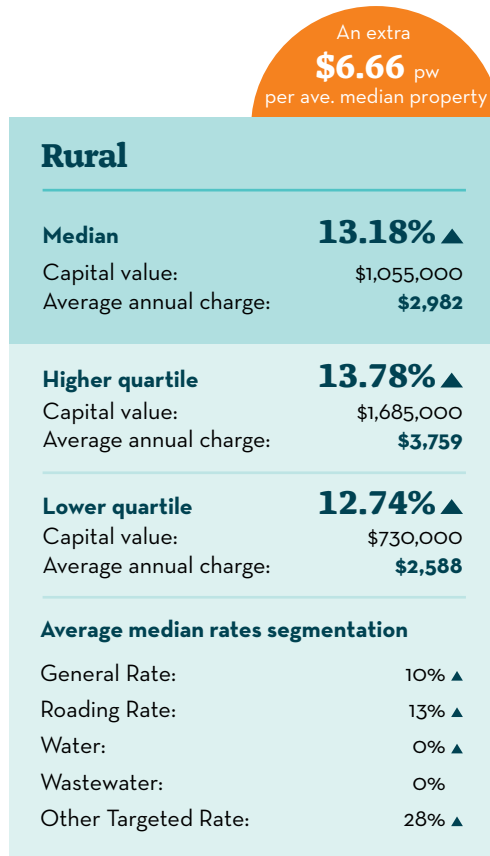 An extra
$6.66 pw
per ave. median property
Rural
Median 13.18% ▲
Capital value: $1,055,000
Average annual charge: $2,982
Higher quartile 13.78% ▲
Capital value: $1,685,000
Average annual charge: $3,759
Lower quartile 12.74% ▲
Capital value: $730,000
Average annual charge: $2,588
Average median rates segmentation
General Rate: 10% ▲
Roading Rate: 13% ▲
Water: 0% ▲
Wastewater: 0%
Other Targeted Rate: 28% ▲